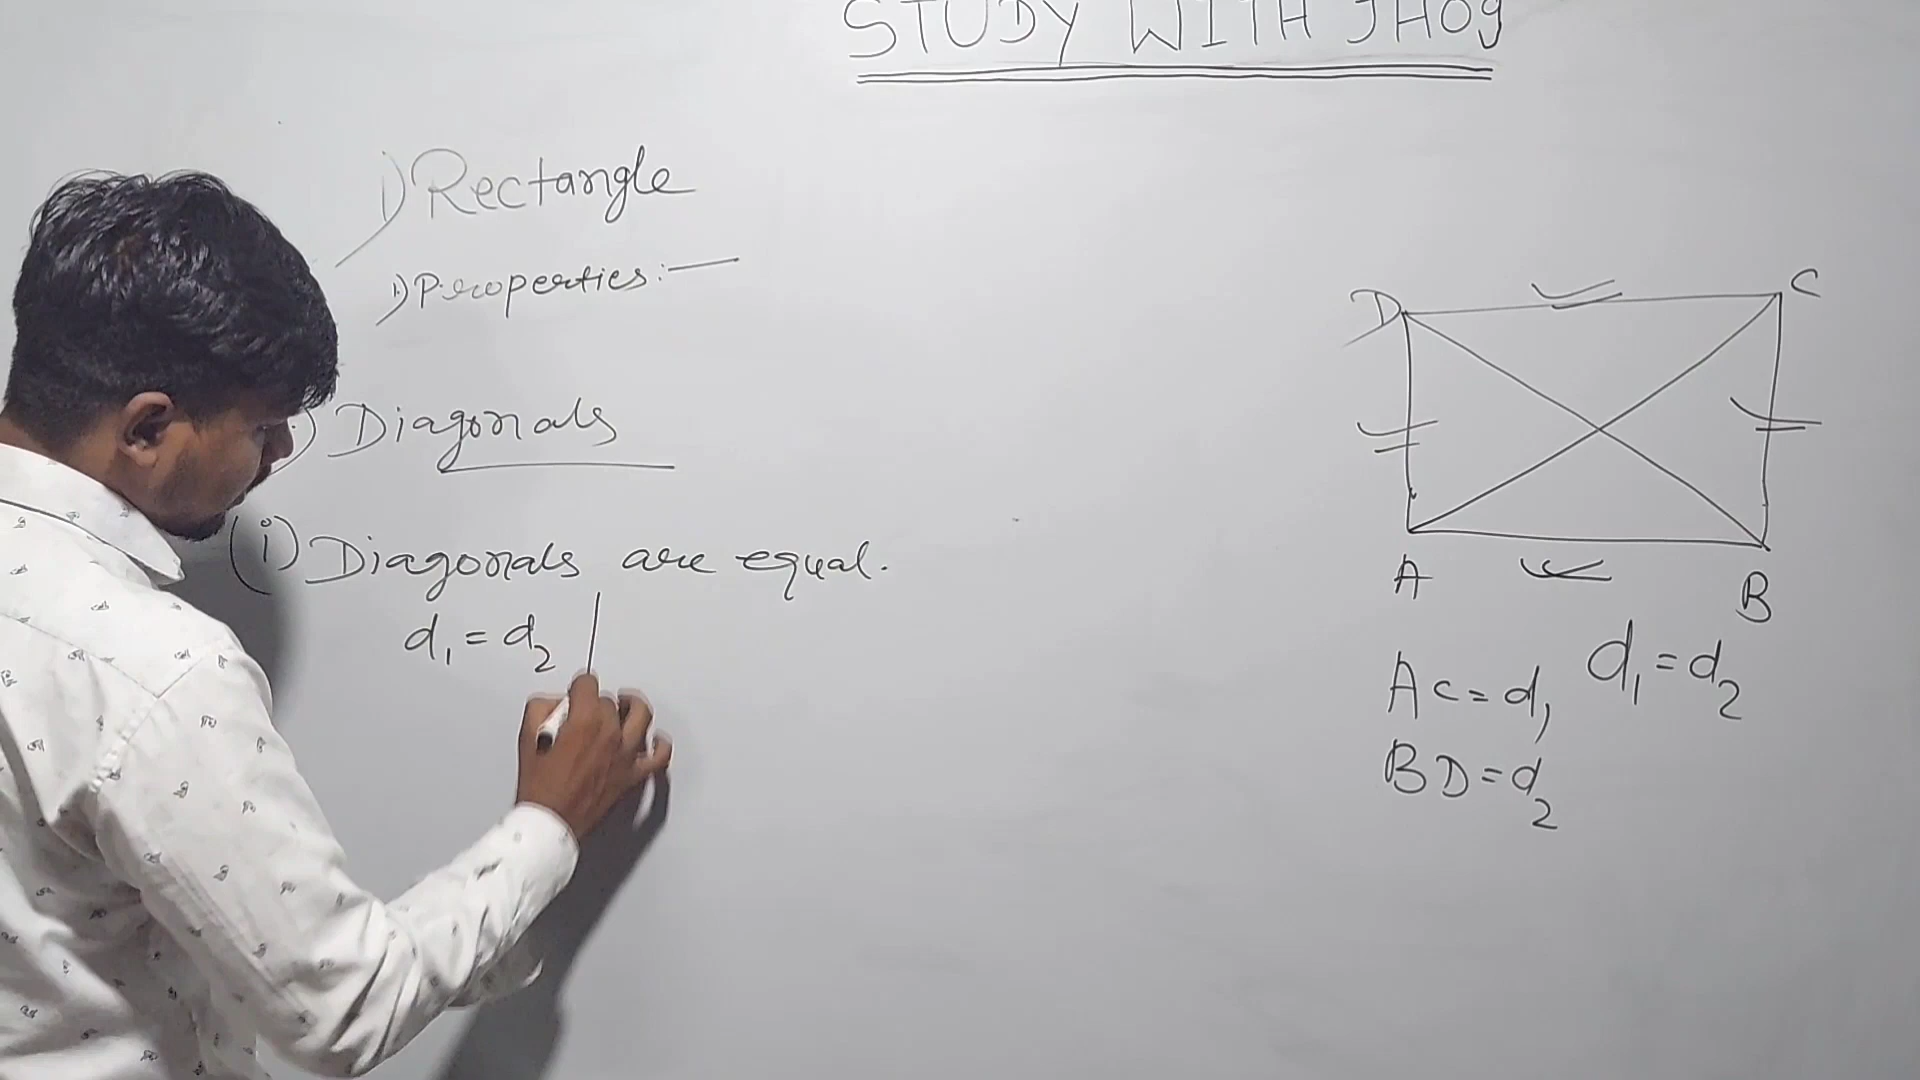 STUDY WITH JHOg
1) Rectangle
1) Properties:—
) Diagonals
(i) Diagonals are equal.
d₁ = d₂
D
C
A
B
AC = d₁
d₁ = d₂
BD = d₂